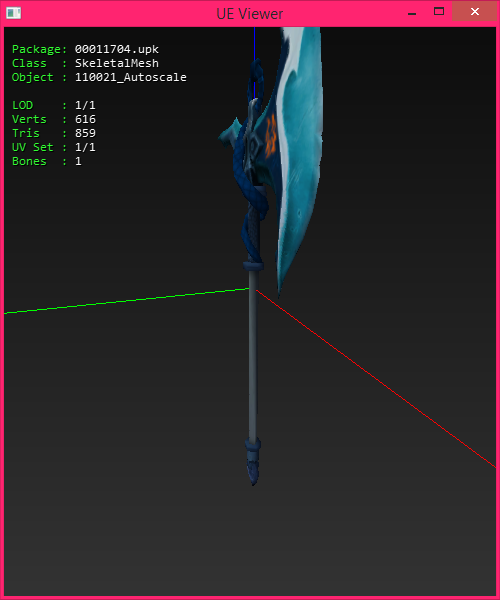 UE Viewer
Package: 00011704.upk
Class : SkeletalMesh
Object : 110021_Autoscale
LOD : 1/1
Verts : 616
Tris : 859
UV Set : 1/1
Bones : 1